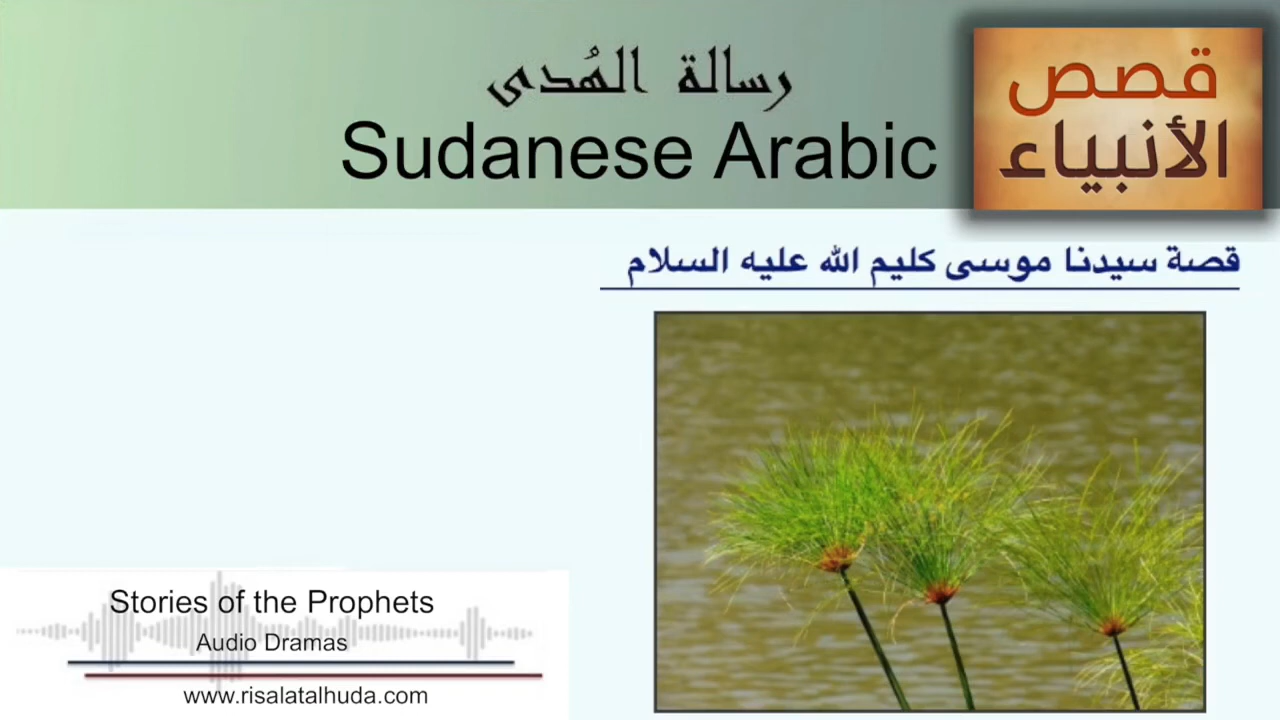 رسالة الهُدى
Sudanese Arabic
قصص
الأنبياء
قصة سيدنا موسى كليم الله عليه السلام
Stories of the Prophets
Audio Dramas
www.risalatalhuda.com